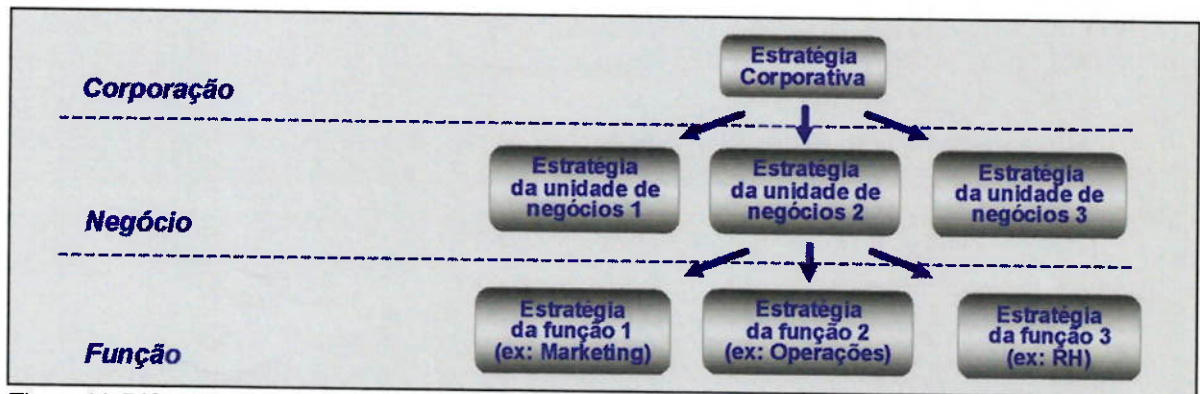 Estratégia
Corporativa
Corporação
Estratégia
da unidade de
negócios 1
Estratégia
da unidade de
negócios 2
Estratégia
da unidade de
negócios 3
Negócio
Estratégia
da função 1
(ex: Marketing)
Estratégia
da função 2
(ex: Operações)
Estratégia
da função 3
(ex: RH)
Função